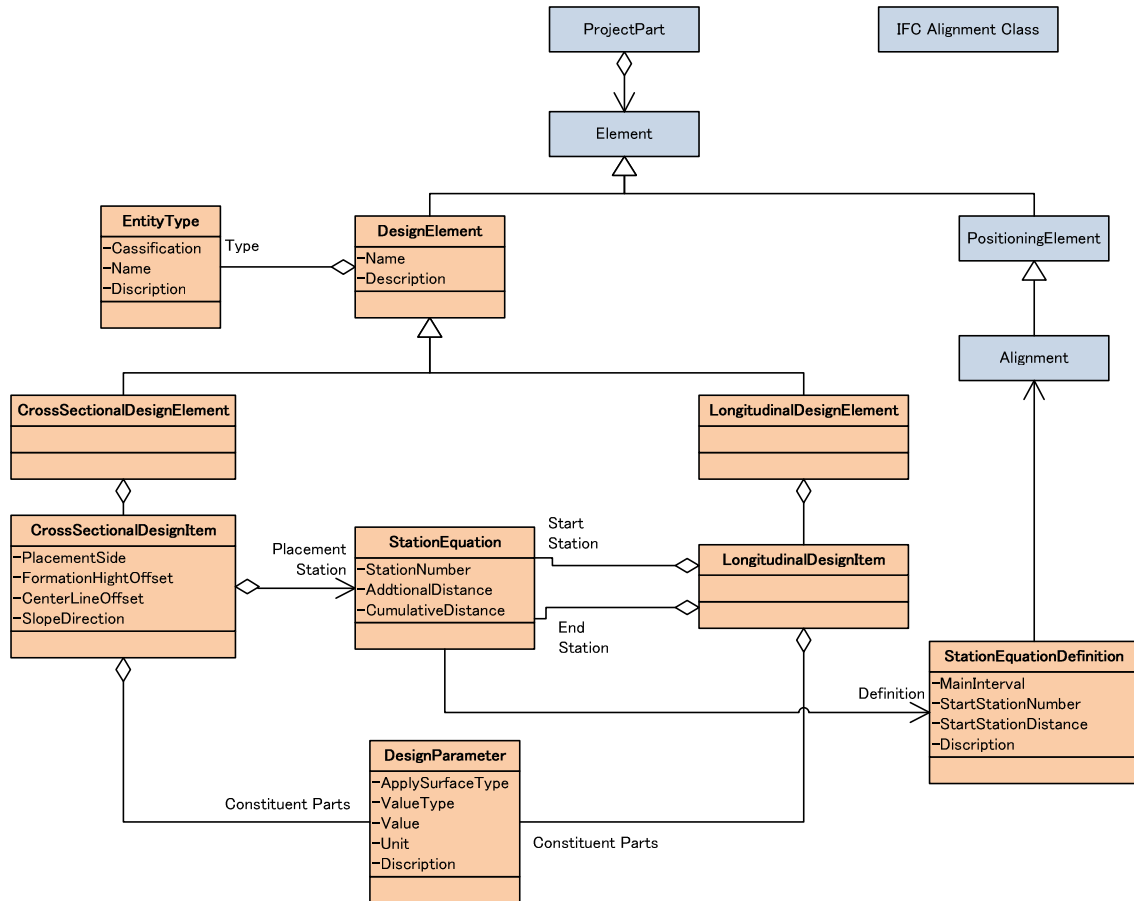 ProjectPart
IFC Alignment Class
Element
EntityType
-Cassification
-Name
-Discription
Type
DesignElement
-Name
-Description
PositioningElement
Alignment
CrossSectionalDesignElement
LongitudinalDesignElement
CrossSectionalDesignItem
-PlacementSide
-FormationHightOffset
-CenterLineOffset
-SlopeDirection
Placement
Station
StationEquation
-StationNumber
-AddtionalDistance
-CumulativeDistance
Start
Station
End
Station
LongitudinalDesignItem
StationEquationDefinition
-MainInterval
-StartStationNumber
-StartStationDistance
-Discription
Definition
DesignParameter
-ApplySurfaceType
-ValueType
-Value
-Unit
-Discription
Constituent Parts
Constituent Parts